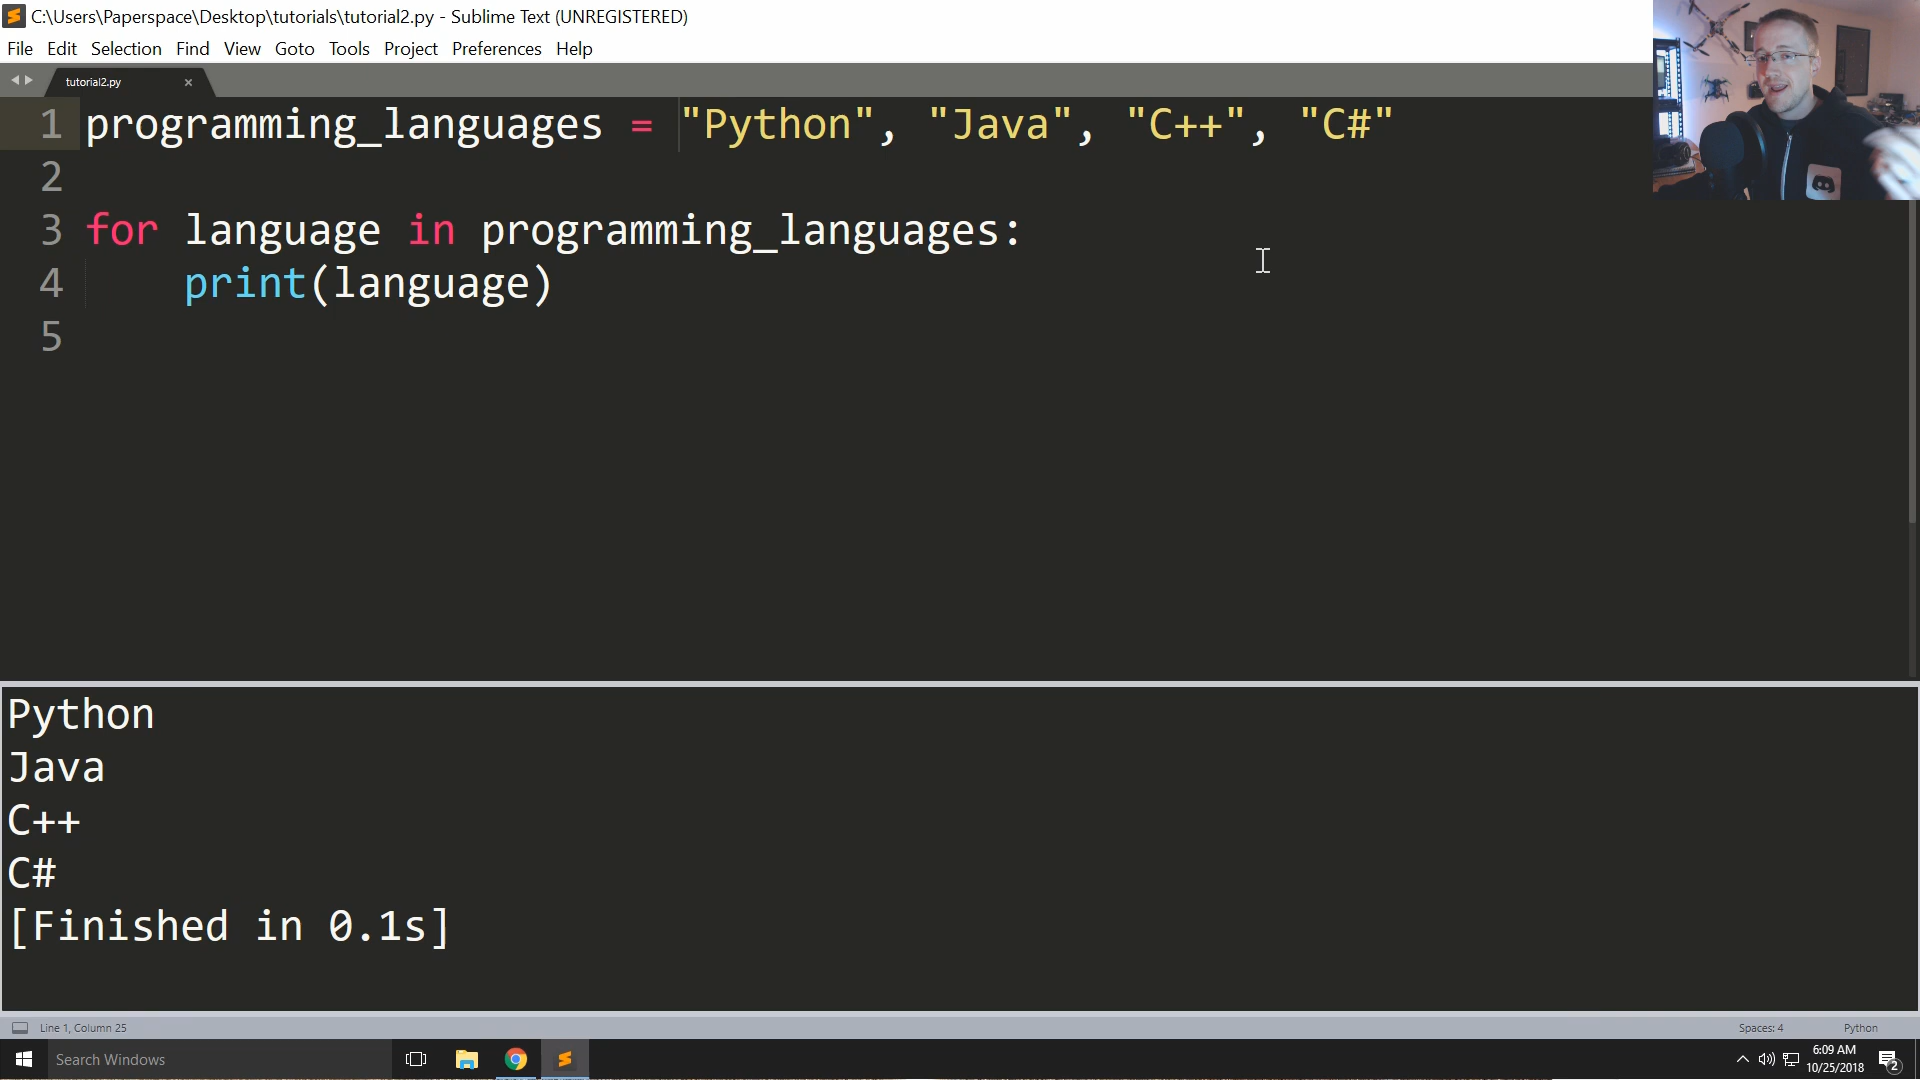 C:\Users\Paperspace\Desktop\tutorials\tutorial2.py - Sublime Text (UNREGISTERED)
File Edit Selection Find View Goto Tools Project Preferences Help
tutorial2.py
1 programming_languages = "Python", "Java", "C++", "C#"
2
3 for language in programming_languages:
4     print(language)
5
Python
Java
C++
C#
[Finished in 0.1s]
Line 1, Column 25 Spaces: 4 Python
Search Windows
6:09 AM
10/25/2018
2